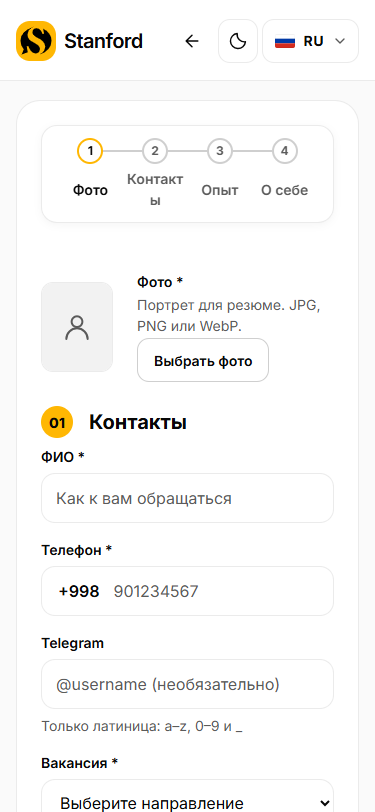 Stanford
RU
1
2
3
4
Фото
Контакт
ы
Опыт
О себе
Фото *
Портрет для резюме. JPG,
PNG или WebP.
Выбрать фото
01
Контакты
ФИО *
Как к вам обращаться
Телефон *
+998 901234567
Telegram
@username (необязательно)
Только латиница: a–z, 0–9 и _
Вакансия *
Выберите направление